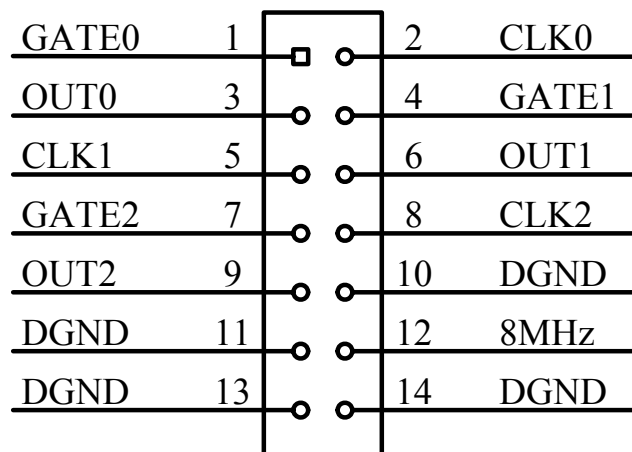 GATE0 1 2 CLK0
OUT0 3 4 GATE1
CLK1 5 6 OUT1
GATE2 7 8 CLK2
OUT2 9 10 DGND
DGND 11 12 8MHz
DGND 13 14 DGND